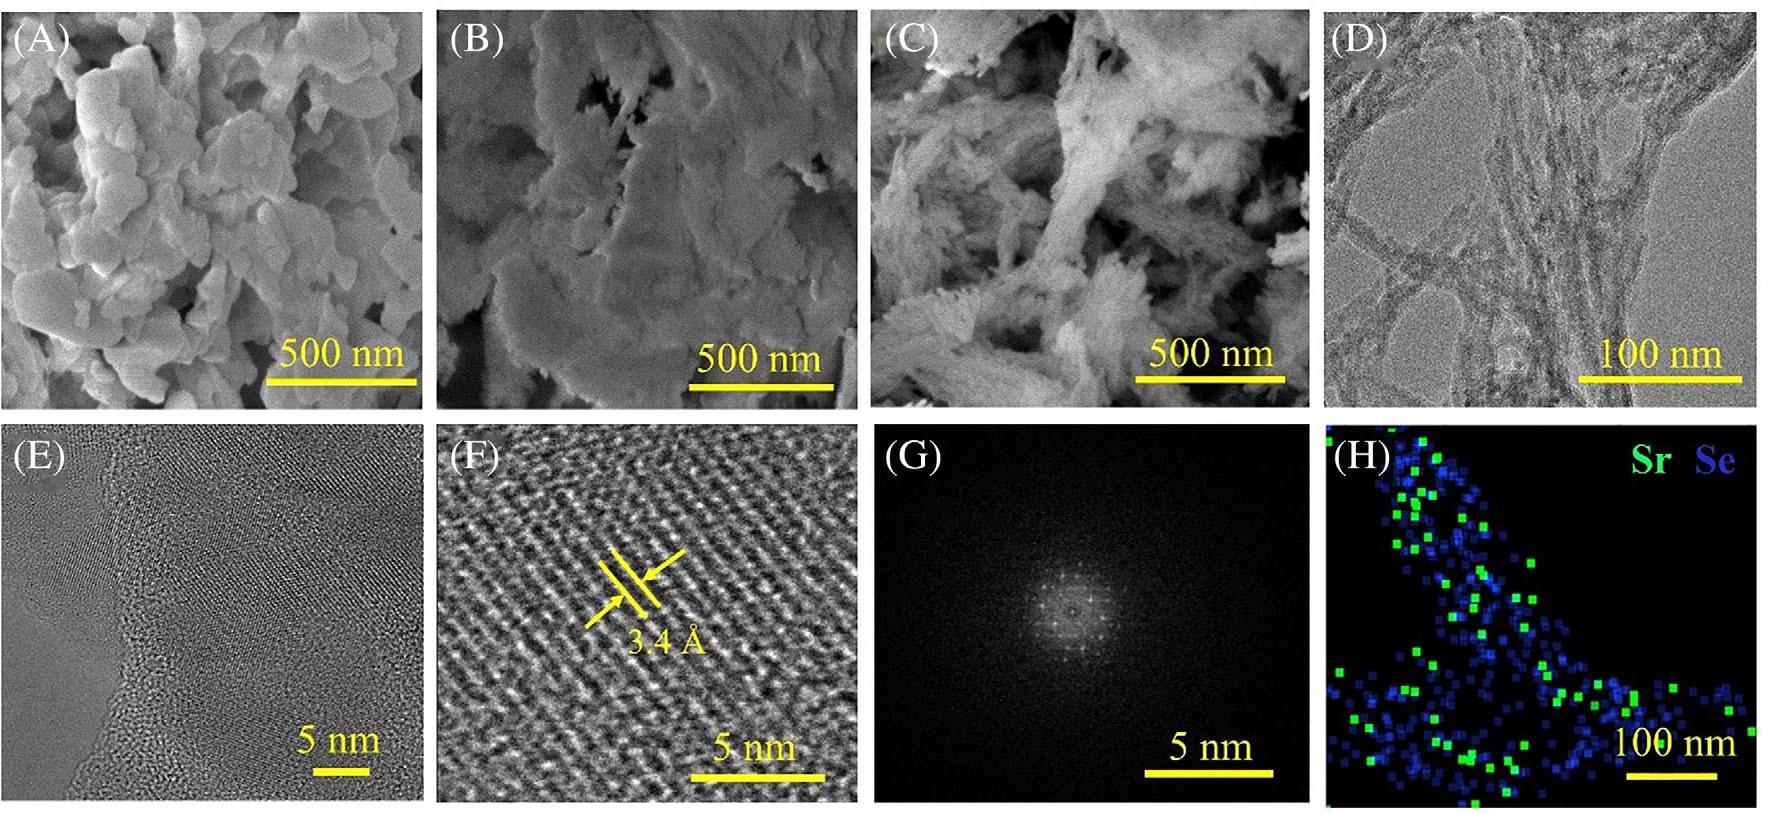 (A)
500 nm
(B)
500 nm
(C)
500 nm
(D)
100 nm
(E)
5 nm
(F)
3.4 Å
5 nm
(G)
5 nm
(H)
Sr Se
100 nm